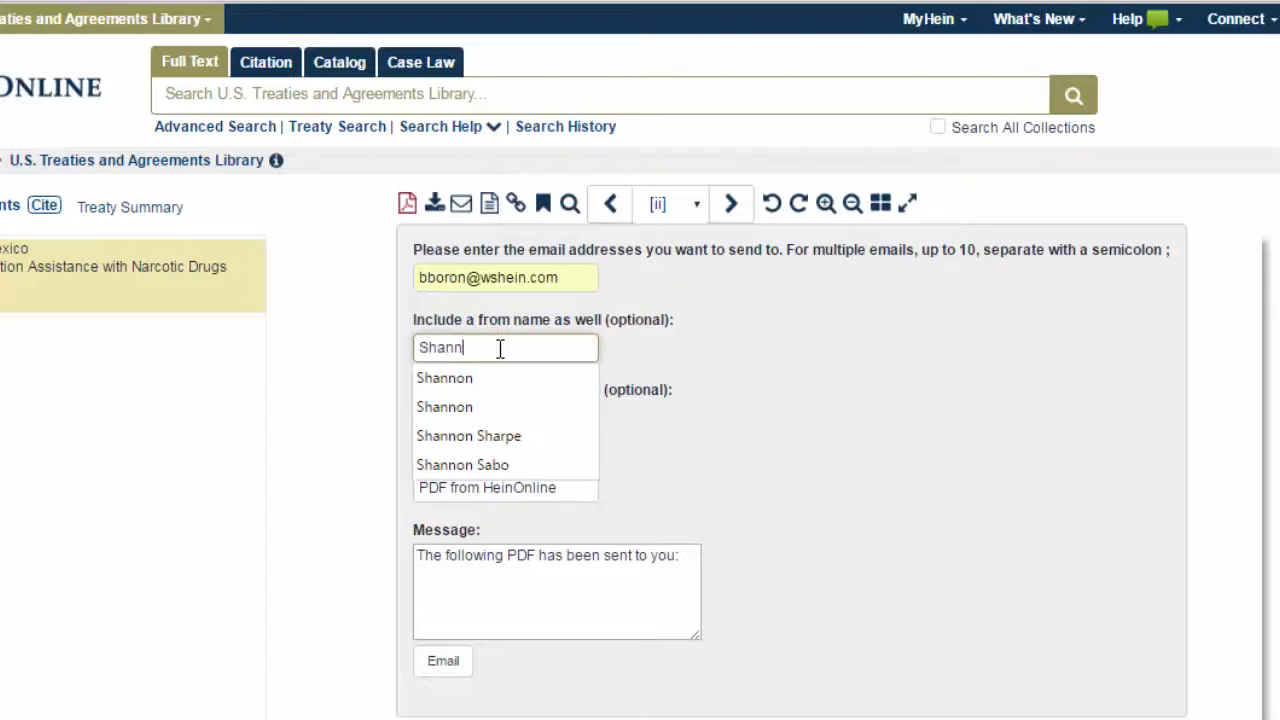 aties and Agreements Library
MyHein
What's New
Help
Connect
ONLINE
Full Text
Citation
Catalog
Case Law
Search U.S. Treaties and Agreements Library...
Advanced Search | Treaty Search | Search Help | Search History
Search All Collections
U.S. Treaties and Agreements Library
nts Cite Treaty Summary
[ii]
exico
tion Assistance with Narcotic Drugs
Please enter the email addresses you want to send to. For multiple emails, up to 10, separate with a semicolon ;
bboron@wshein.com
Include a from name as well (optional):
Shann
Shannon
(optional):
Shannon
Shannon Sharpe
Shannon Sabo
PDF from HeinOnline
Message:
The following PDF has been sent to you:
Email